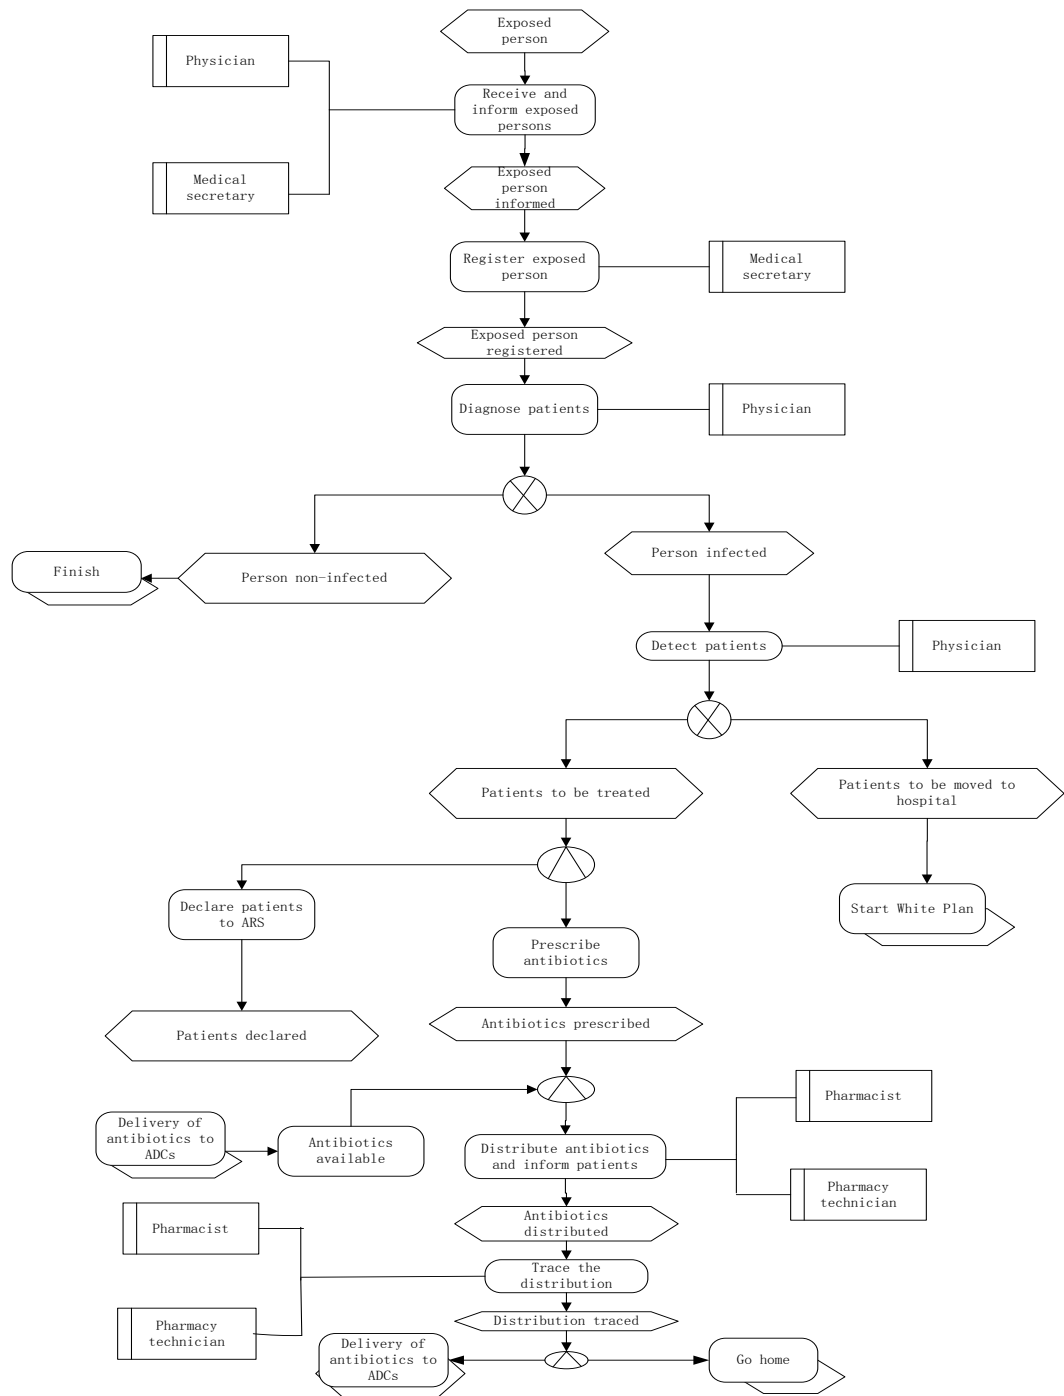 Exposed
person
Physician
Receive and
inform exposed
persons
Medical
secretary
Exposed
person
informed
Register exposed
person
Medical
secretary
Exposed person
registered
Diagnose patients
Physician
Finish
Person non-infected
Person infected
Detect patients
Physician
Patients to be treated
Patients to be moved to
hospital
Declare patients
to ARS
Start White Plan
Prescribe
antibiotics
Patients declared
Antibiotics prescribed
Pharmacist
Delivery of
antibiotics to
ADCs
Antibiotics
available
Distribute antibiotics
and inform patients
Pharmacy
technician
Pharmacist
Antibiotics
distributed
Trace the
distribution
Pharmacy
technician
Distribution traced
Delivery of
antibiotics to
ADCs
Go home